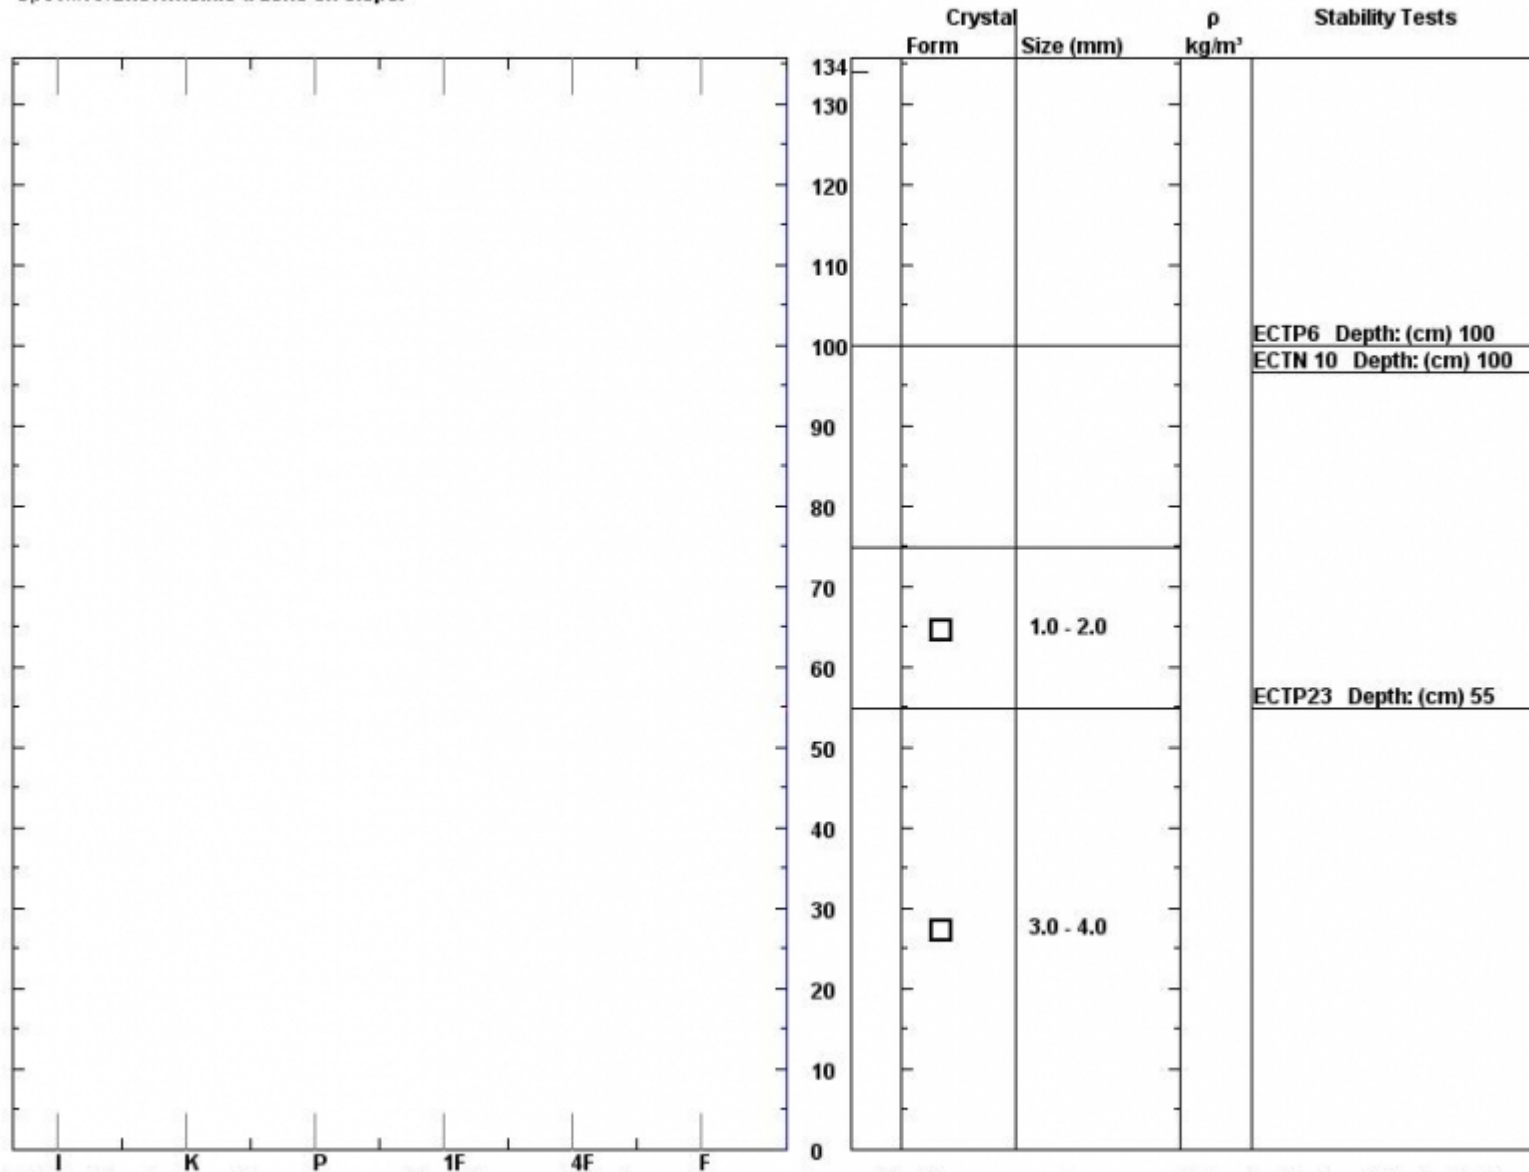 Crystal ρ Stability Tests
Form Size (mm) kg/m³
134
130
120
110
ECTP6 Depth: (cm) 100
100
ECTN 10 Depth: (cm) 100
90
80
70
1.0 - 2.0
60
ECTP23 Depth: (cm) 55
50
40
30
3.0 - 4.0
20
10
0
I K P 1F 4F F